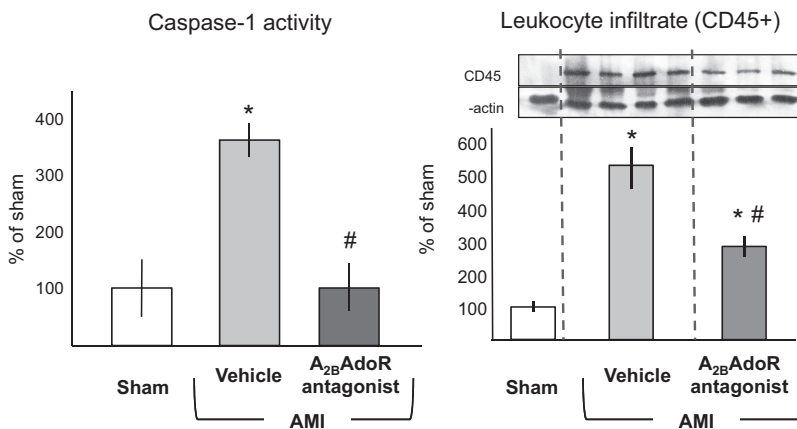 Caspase-1 activity
% of sham
400
300
200
100
*
#
Sham
Vehicle
A2BAdoR
antagonist
AMI
Leukocyte infiltrate (CD45+)
CD45
-actin
% of sham
600
500
400
300
200
100
*
* #
Sham
Vehicle
A2BAdoR
antagonist
AMI